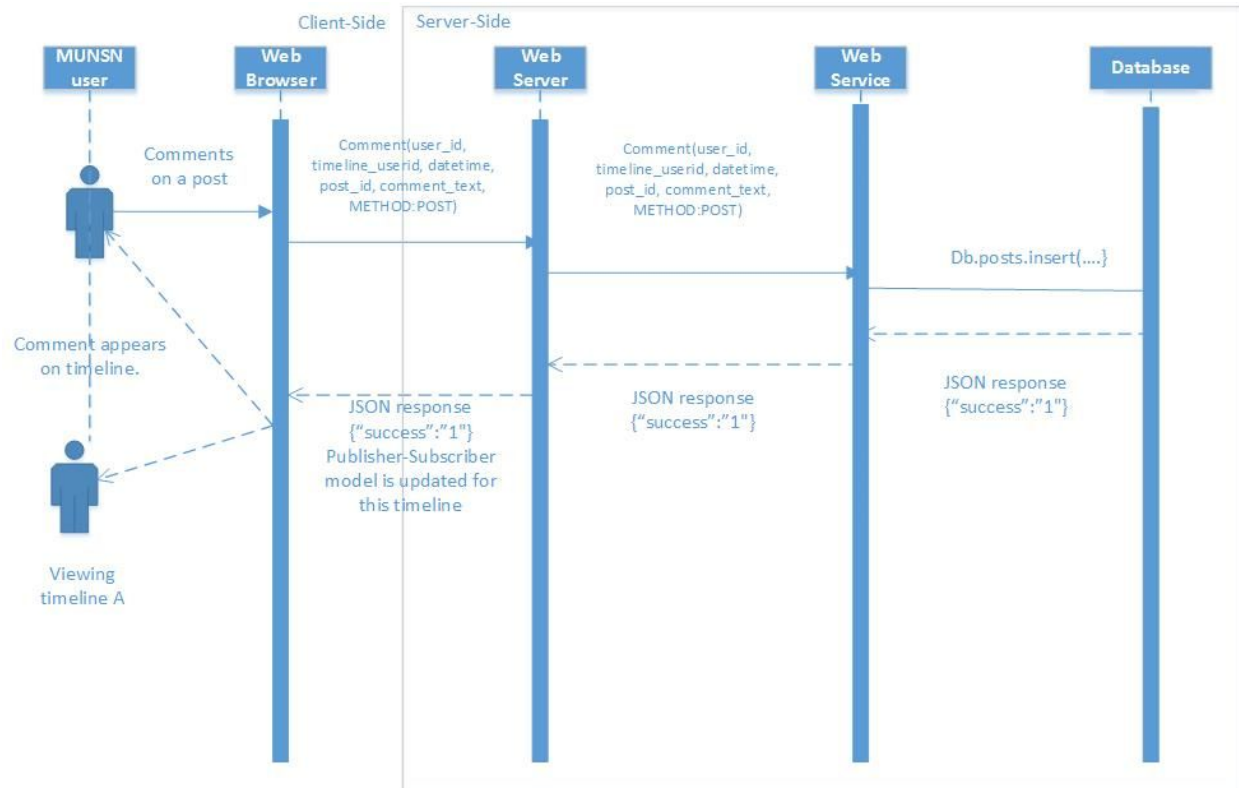 Client-Side
Server-Side
MUNSN
user
Web
Browser
Web
Server
Web
Service
Database
Comments
on a post
Comment(user_id,
timeline_userid, datetime,
post_id, comment_text,
METHOD:POST)
Comment(user_id,
timeline_userid, datetime,
post_id, comment_text,
METHOD:POST)
Db.posts.insert(....}
Comment appears
on timeline.
JSON response
{“success”:”1"}
Publisher-Subscriber
model is updated for
this timeline
JSON response
{“success”:”1"}
JSON response
{“success”:”1"}
Viewing
timeline A